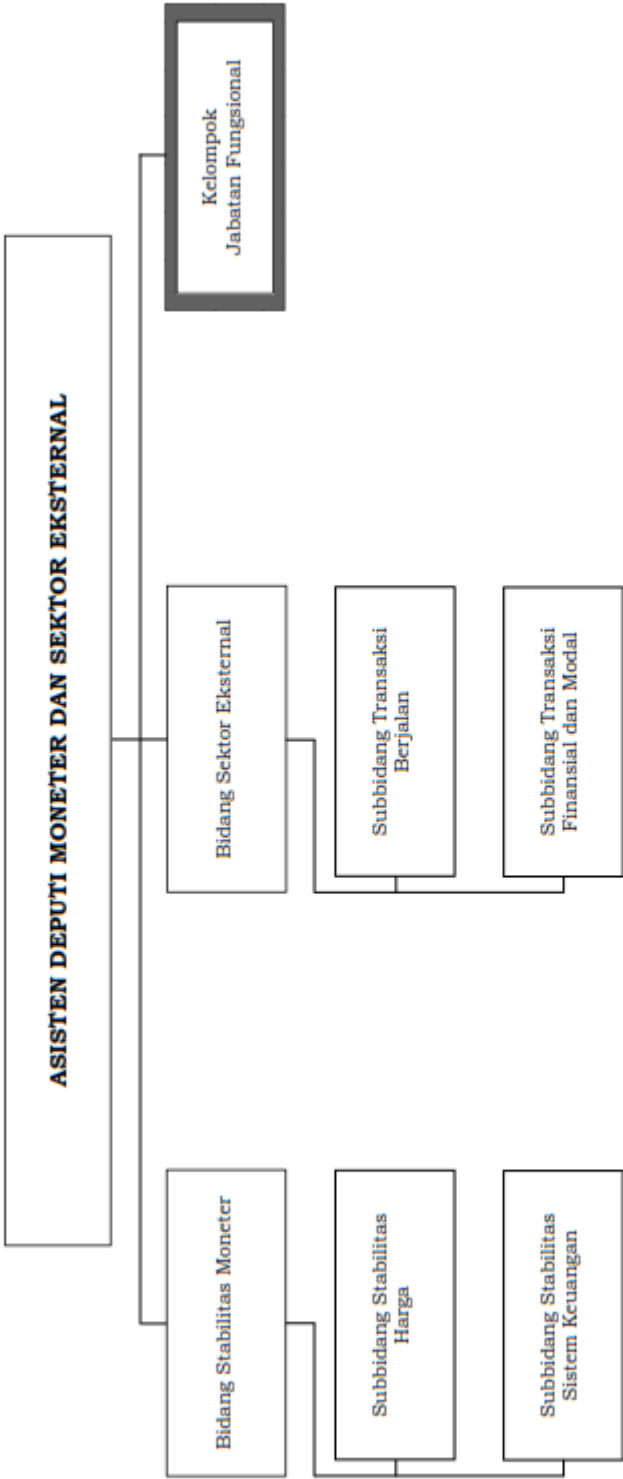 ASISTEN DEPUTI MONETER DAN SEKTOR EKSTERNAL
Bidang Stabilitas Moneter
Subbidang Stabilitas
Harga
Subbidang Stabilitas
Sistem Keuangan
Bidang Sektor Eksternal
Subbidang Transaksi
Berjalan
Subbidang Transaksi
Finansial dan Modal
Kelompok
Jabatan Fungsional